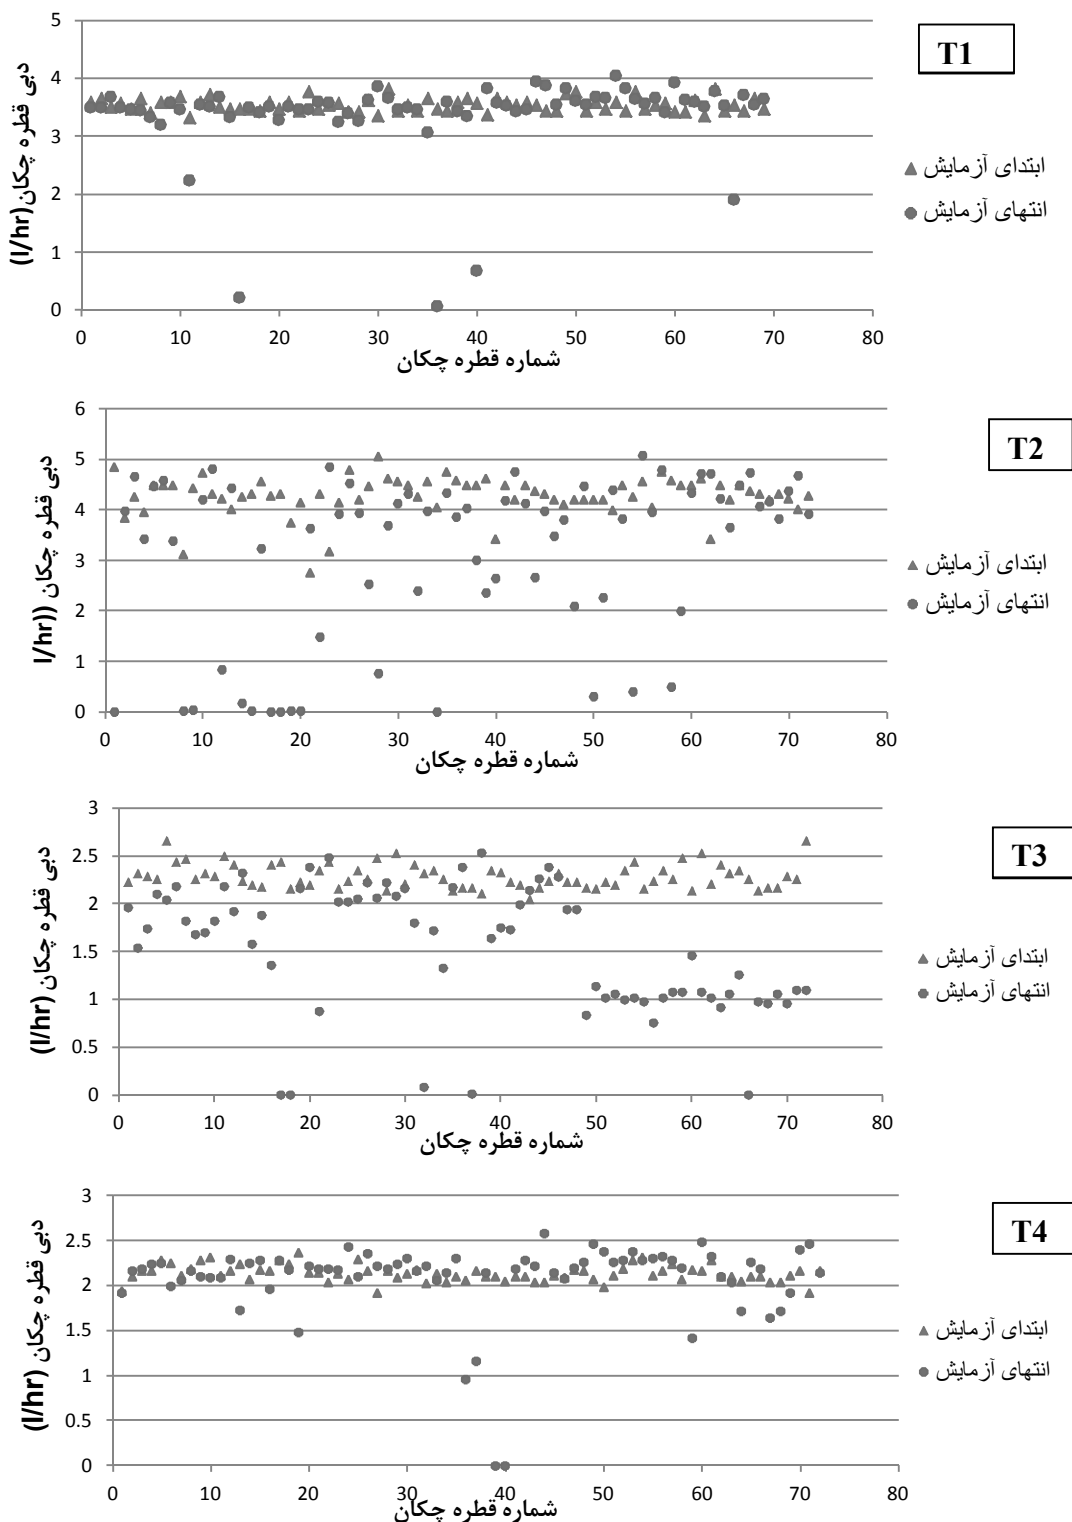 T1
دبی قطره چکان(l/hr)
5
4
3
2
1
0
0 10 20 30 40 50 60 70 80
شماره قطره چکان
ابتدای آزمایش
انتهای آزمایش
T2
دبی قطره چکان ((l/hr
6
5
4
3
2
1
0
0 10 20 30 40 50 60 70 80
شماره قطره چکان
ابتدای آزمایش
انتهای آزمایش
T3
دبی قطره چکان (l/hr)
3
2.5
2
1.5
1
0.5
0
0 10 20 30 40 50 60 70 80
شماره قطره چکان
ابتدای آزمایش
انتهای آزمایش
T4
دبی قطره چکان (l/hr)
3
2.5
2
1.5
1
0.5
0
0 10 20 30 40 50 60 70 80
شماره قطره چکان
ابتدای آزمایش
انتهای آزمایش